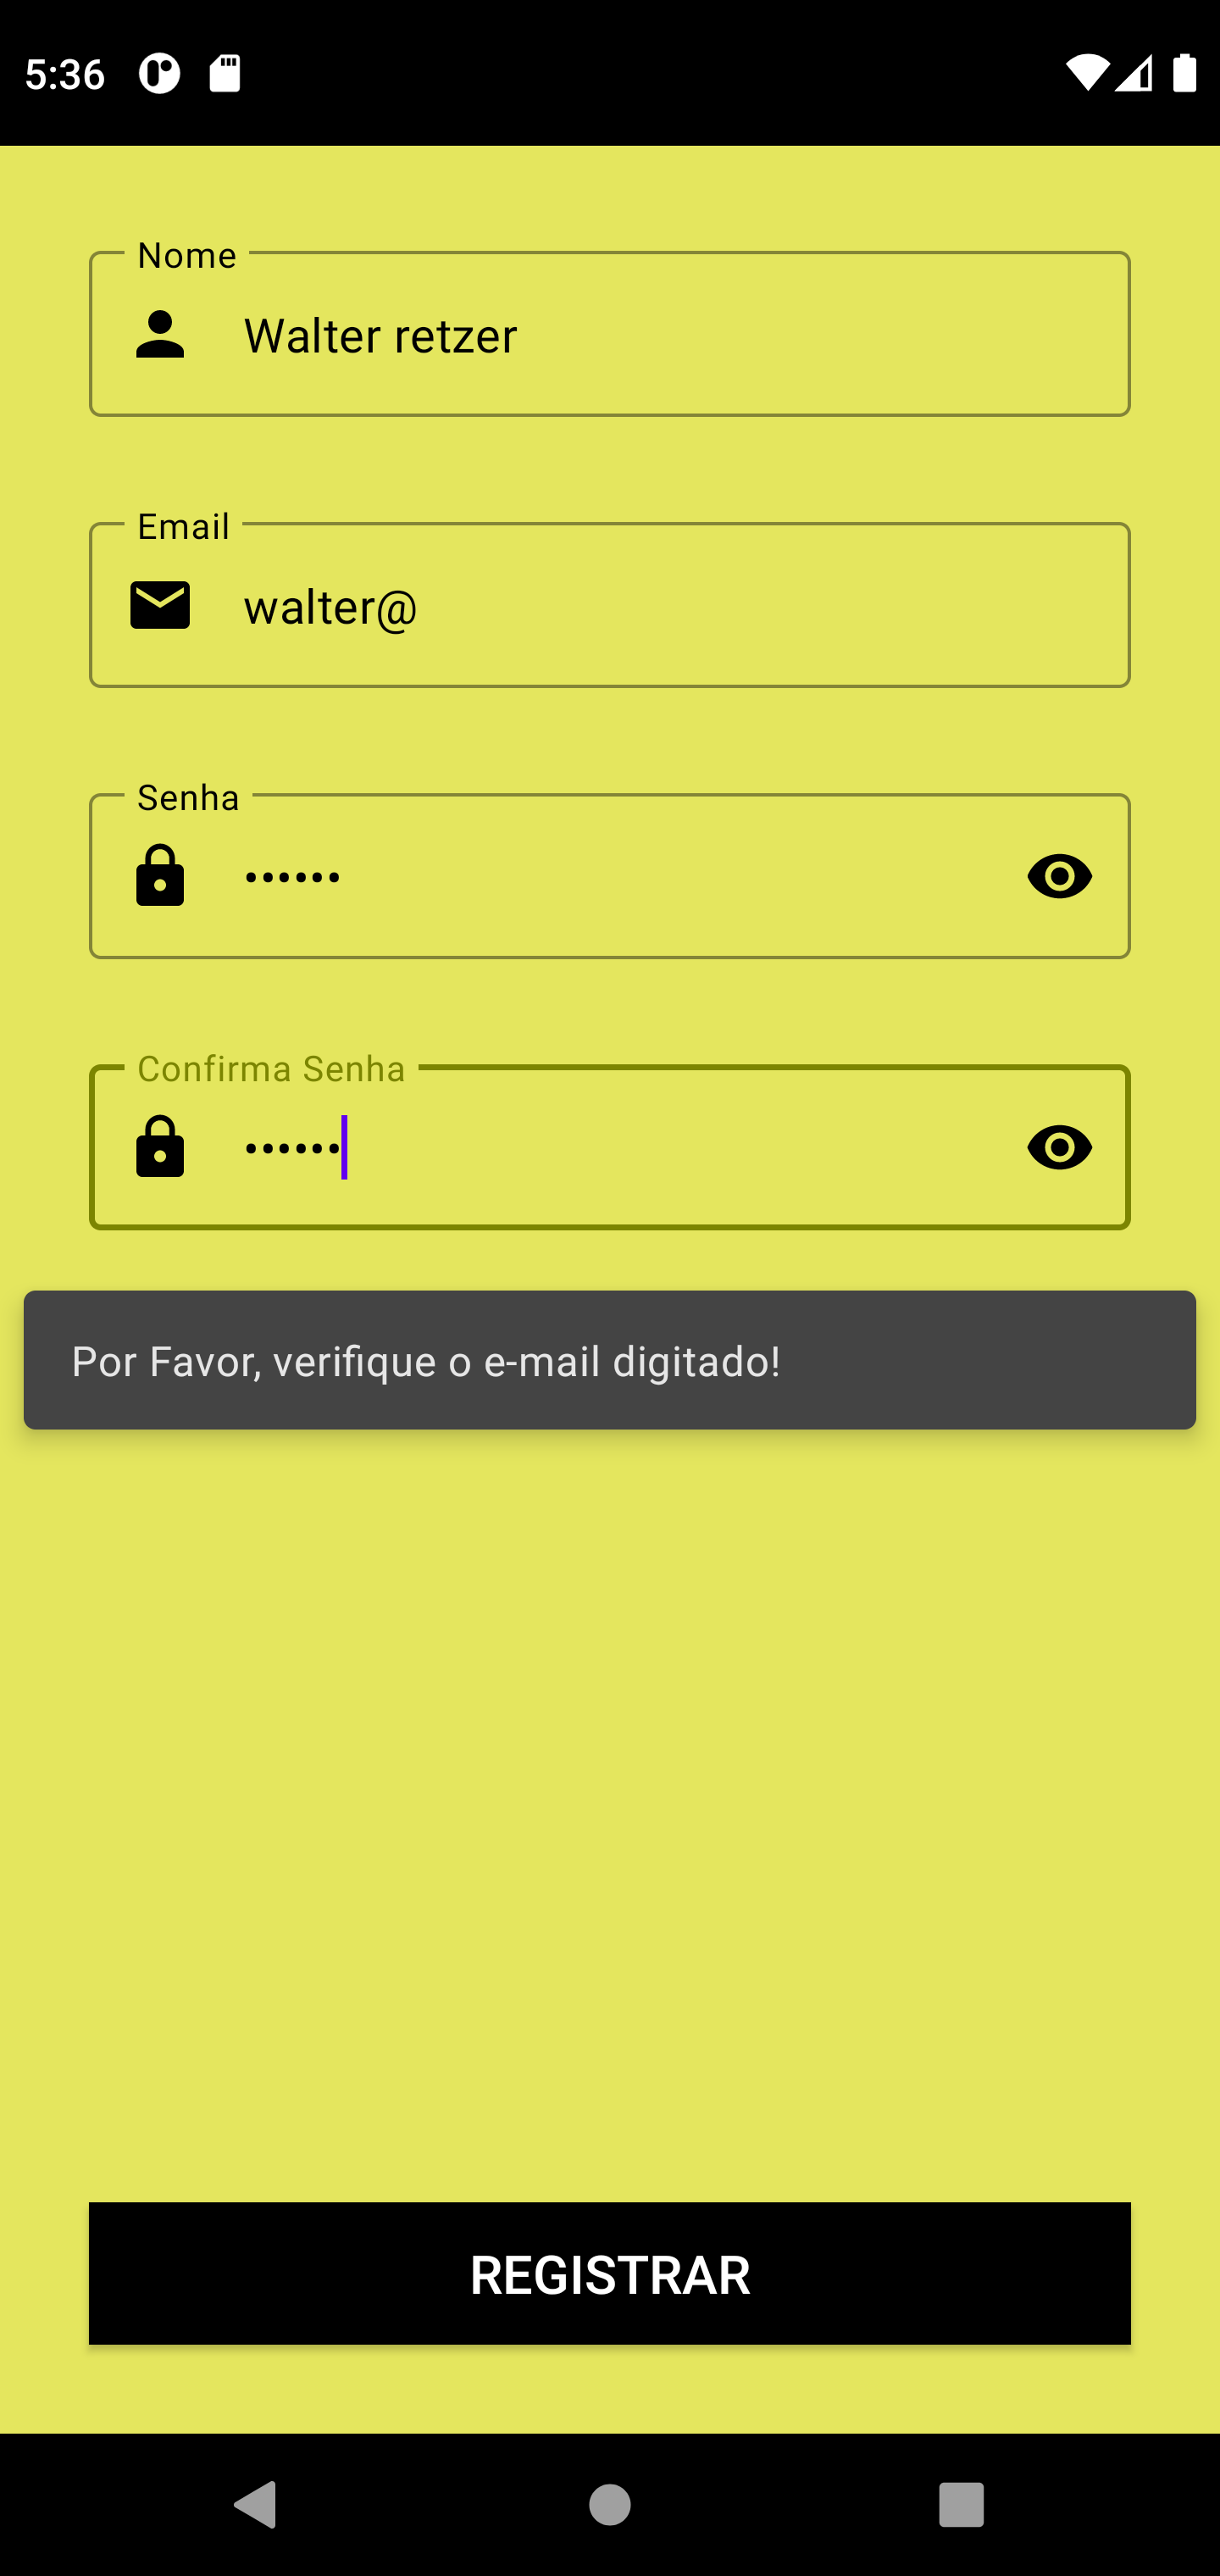 5:36
Nome
Walter retzer
Email
walter@
Senha
••••••
Confirma Senha
••••••
Por Favor, verifique o e-mail digitado!
REGISTRAR